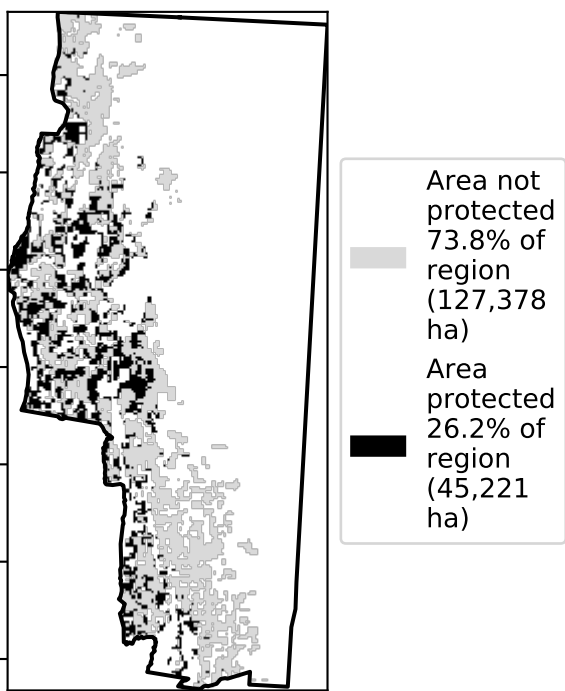 Area not
protected
73.8% of
region
(127,378
ha)
Area
protected
26.2% of
region
(45,221
ha)